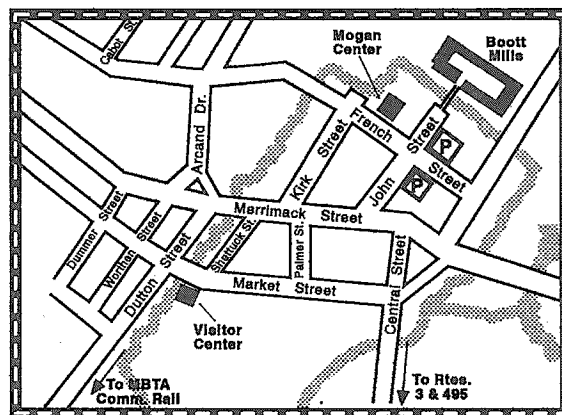 Cabot St.
Mogan
Center
Boott
Mills
Arcand Dr.
French
Street
Street
P
Kirk
Street
John
Street
P
Merrimack Street
Dummer Street
Worthen Street
Dutton Street
Shattuck St.
Palmer St.
Market Street
Central Street
Visitor
Center
To MBTA
Comm. Rail
To Rtes.
3 & 495